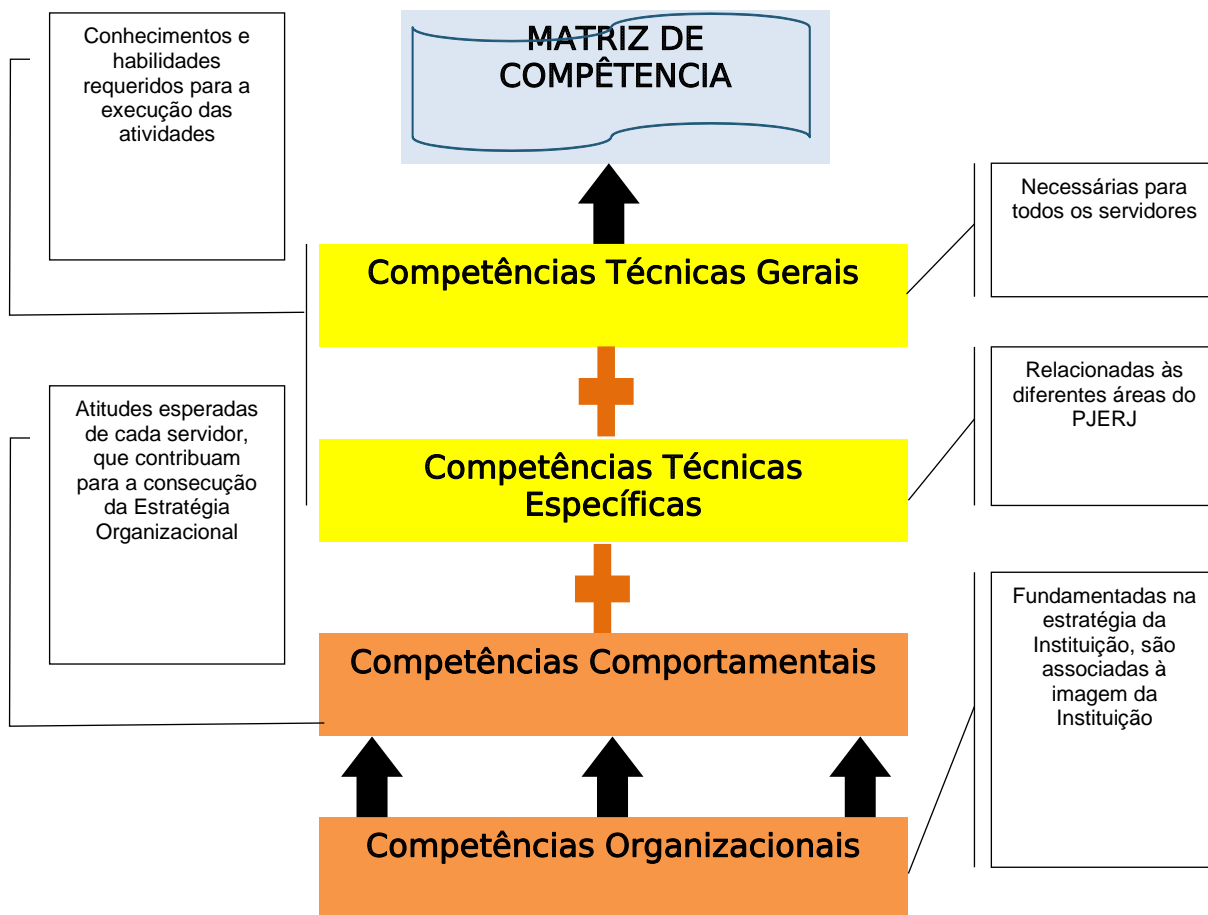 MATRIZ DE
COMPÊTENCIA
Conhecimentos e
habilidades
requeridos para a
execução das
atividades
Necessárias para
todos os servidores
Competências Técnicas Gerais
Relacionadas às
diferentes áreas do
PJERJ
Atitudes esperadas
de cada servidor,
que contribuam
para a consecução
da Estratégia
Organizacional
Competências Técnicas
Específicas
Fundamentadas na
estratégia da
Instituição, são
associadas à
imagem da
Instituição
Competências Comportamentais
Competências Organizacionais